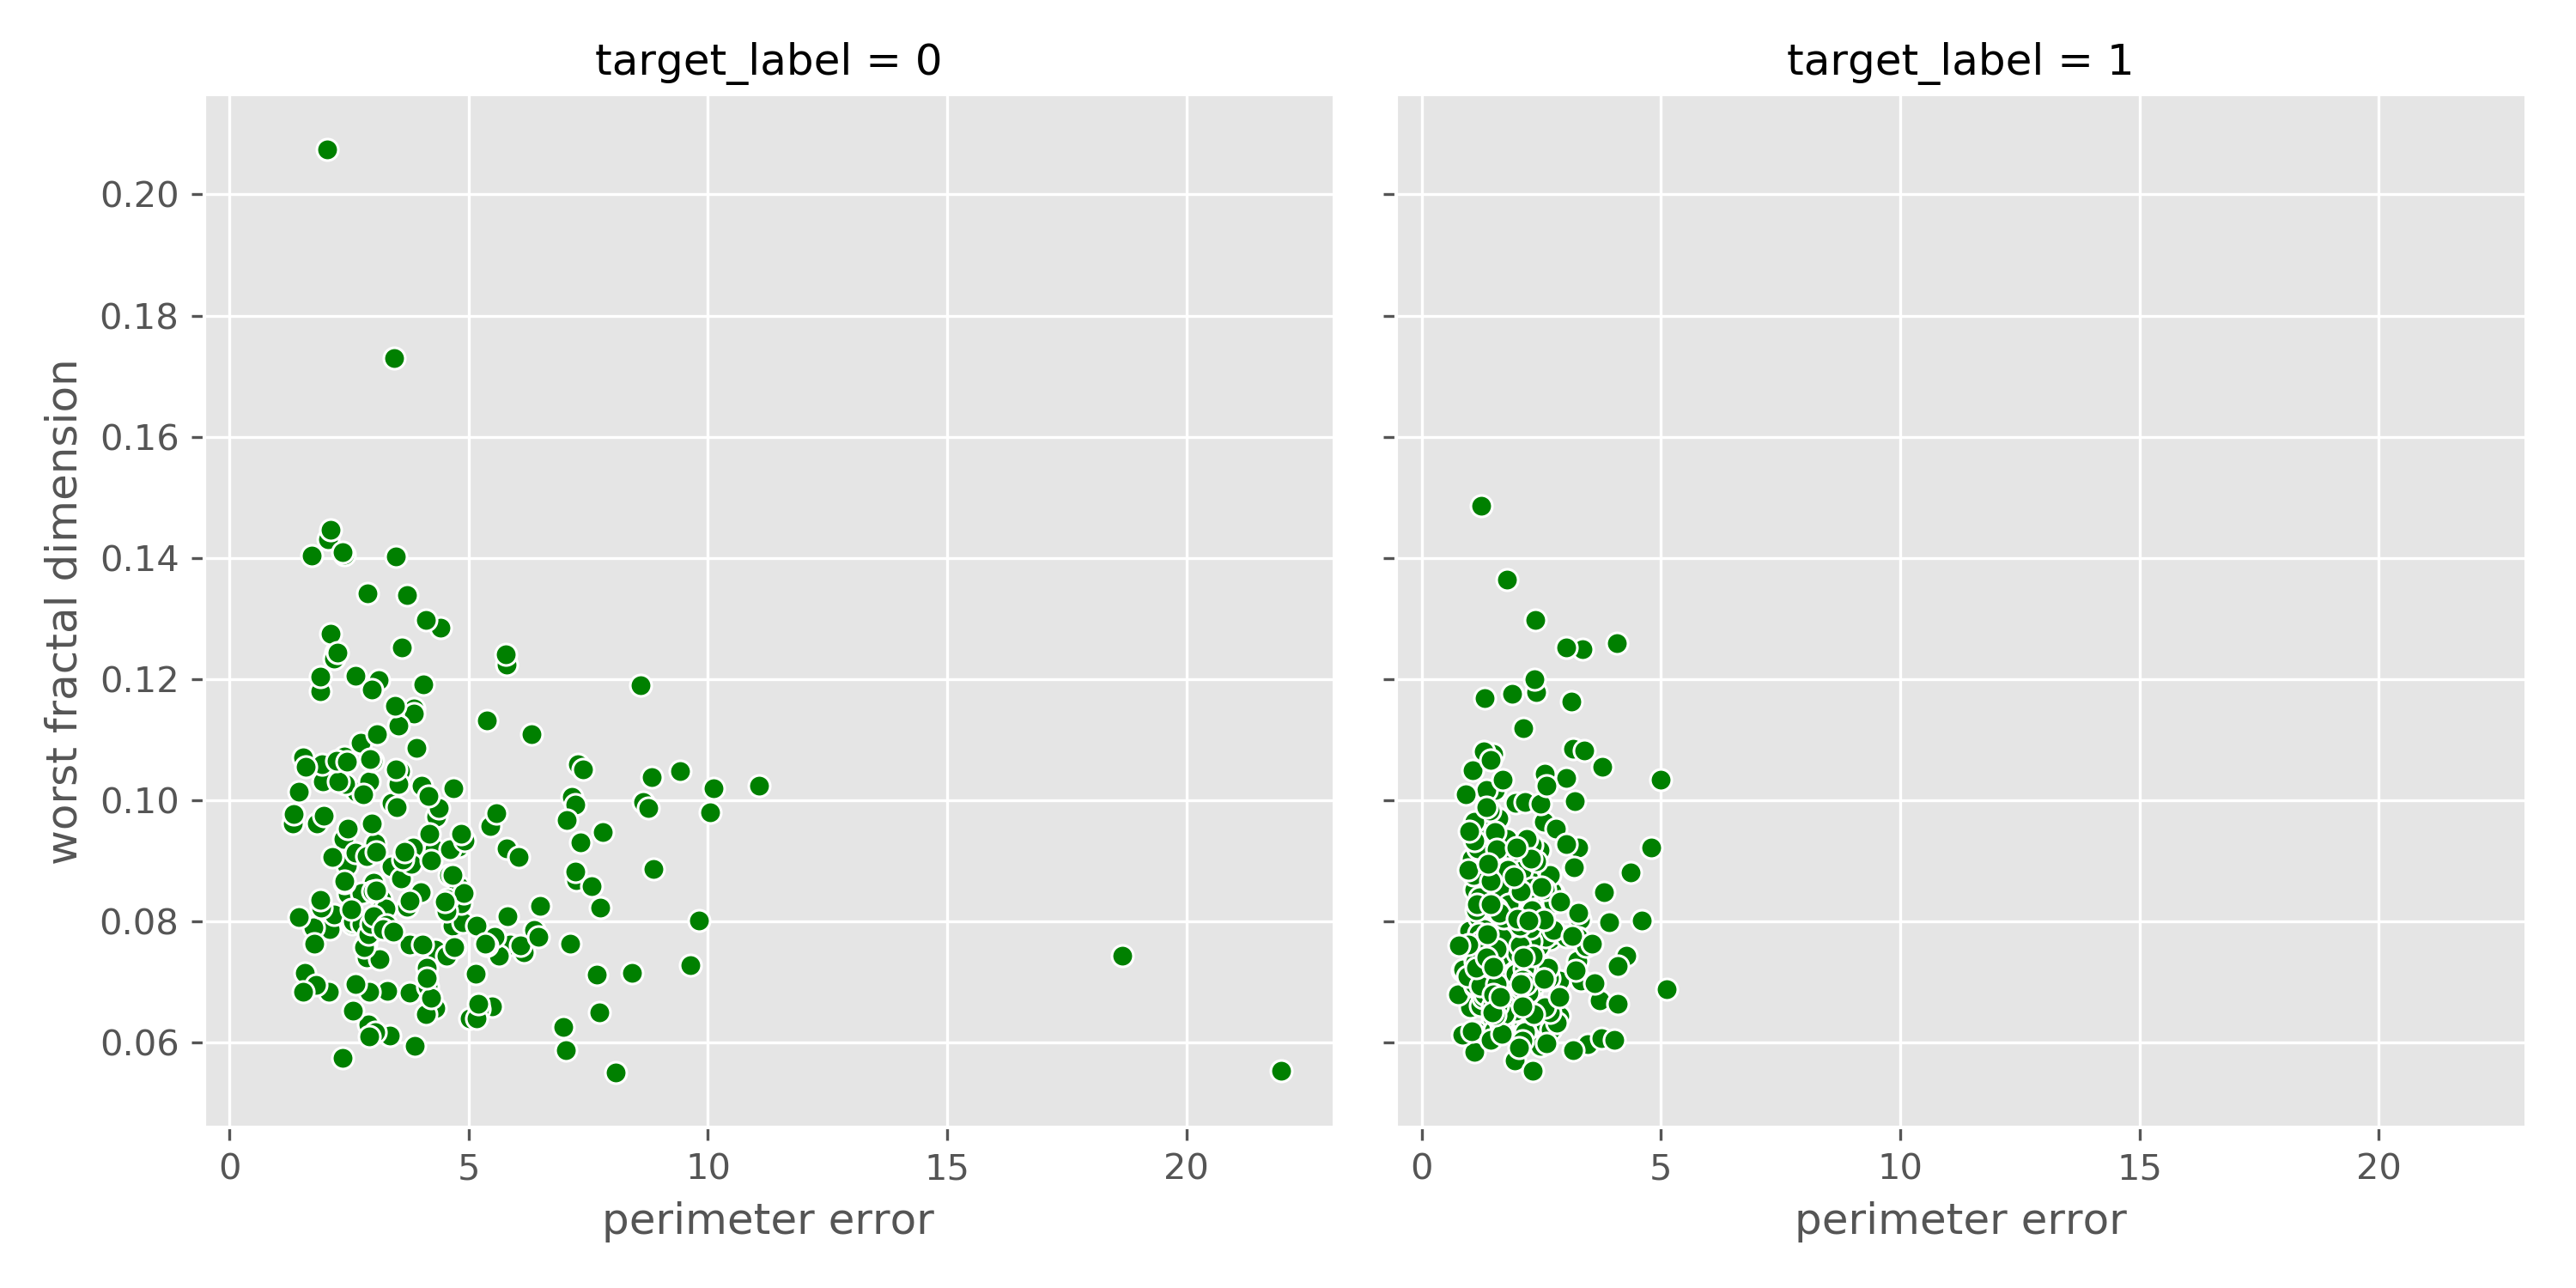 target_label = 0
target_label = 1
worst fractal dimension
0.20
0.18
0.16
0.14
0.12
0.10
0.08
0.06
0 5 10 15 20
0 5 10 15 20
perimeter error
perimeter error